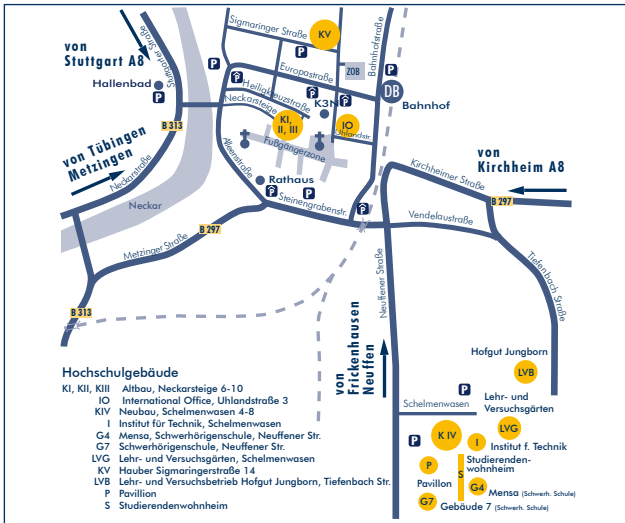 Sigmaringer Straße
KV
P
von
Stuttgart A8
Stuttgarter Straße
Hallenbad
P
P
P
Europastraße
ZOB
Bahnhofstraße
P
DB
Bahnhof
Heiligkreuzstraße
Neckarsteige
K3N
KI,
II, III
IO
Uhlandstr.
Fußgängerzone
B 313
von Tübingen
Metzingen
Neckarstraße
Alleenstraße
Rathaus
P
P
P
Steinengrabenstr.
Neckar
von
Kirchheim A8
Kirchheimer Straße
B 297
Vendelaustraße
B 297
Metzinger Straße
Tiefenbach Straße
B 313
Neuffener Straße
von
Frickenhausen
Neuffen
Hofgut Jungborn
LVB
P
Schelmenwasen
Lehr- und
Versuchsgärten
LVG
P
K IV
I
Institut f. Technik
Studierenden-
wohnheim
P
Pavillon
S
G4
Mensa (Schwerh. Schule)
G7
Gebäude 7 (Schwerh. Schule)
Hochschulgebäude
KI, KII, KIII Altbau, Neckarsteige 6-10
IO International Office, Uhlandstraße 3
KIV Neubau, Schelmenwasen 4-8
I Institut für Technik, Schelmenwasen
G4 Mensa, Schwerhörigenschule, Neuffener Str.
G7 Schwerhörigenschule, Neuffener Str.
LVG Lehr- und Versuchsgärten, Schelmenwasen
KV Hauber Sigmaringerstraße 14
LVB Lehr- und Versuchsbetrieb Hofgut Jungborn, Tiefenbach Str.
P Pavillon
S Studierendenwohnheim